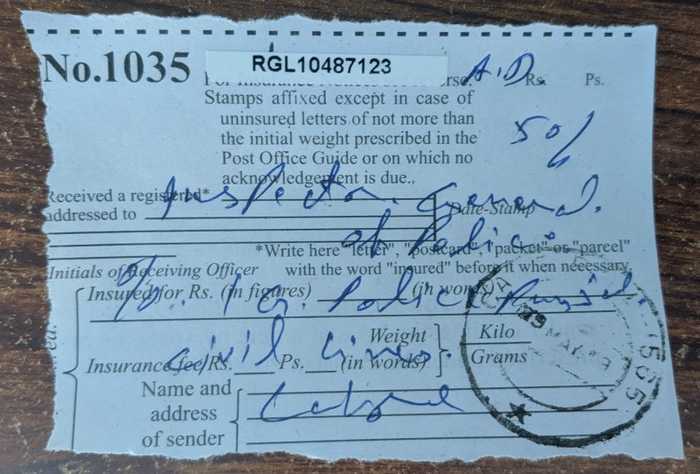 No.1035
RGL10487123
A.D. Rs. Ps.
Stamps affixed except in case of
uninsured letters of not more than
the initial weight prescribed in the
Post Office Guide or on which no
acknowledgement is due..
50/
Received a registered*
addressed to Inspector General
Date-Stamp
of Police
*Write here "letter", "postcard", "packet" or "parcel"
Initials of Receiving Officer with the word "insured" before it when necessary
Insured for Rs. (in figures) (in words)
Police
Weight Kilo
Insurance fee Rs. Ps. (in words) Grams
Civil Lines.
Name and
address
of sender
Lahore